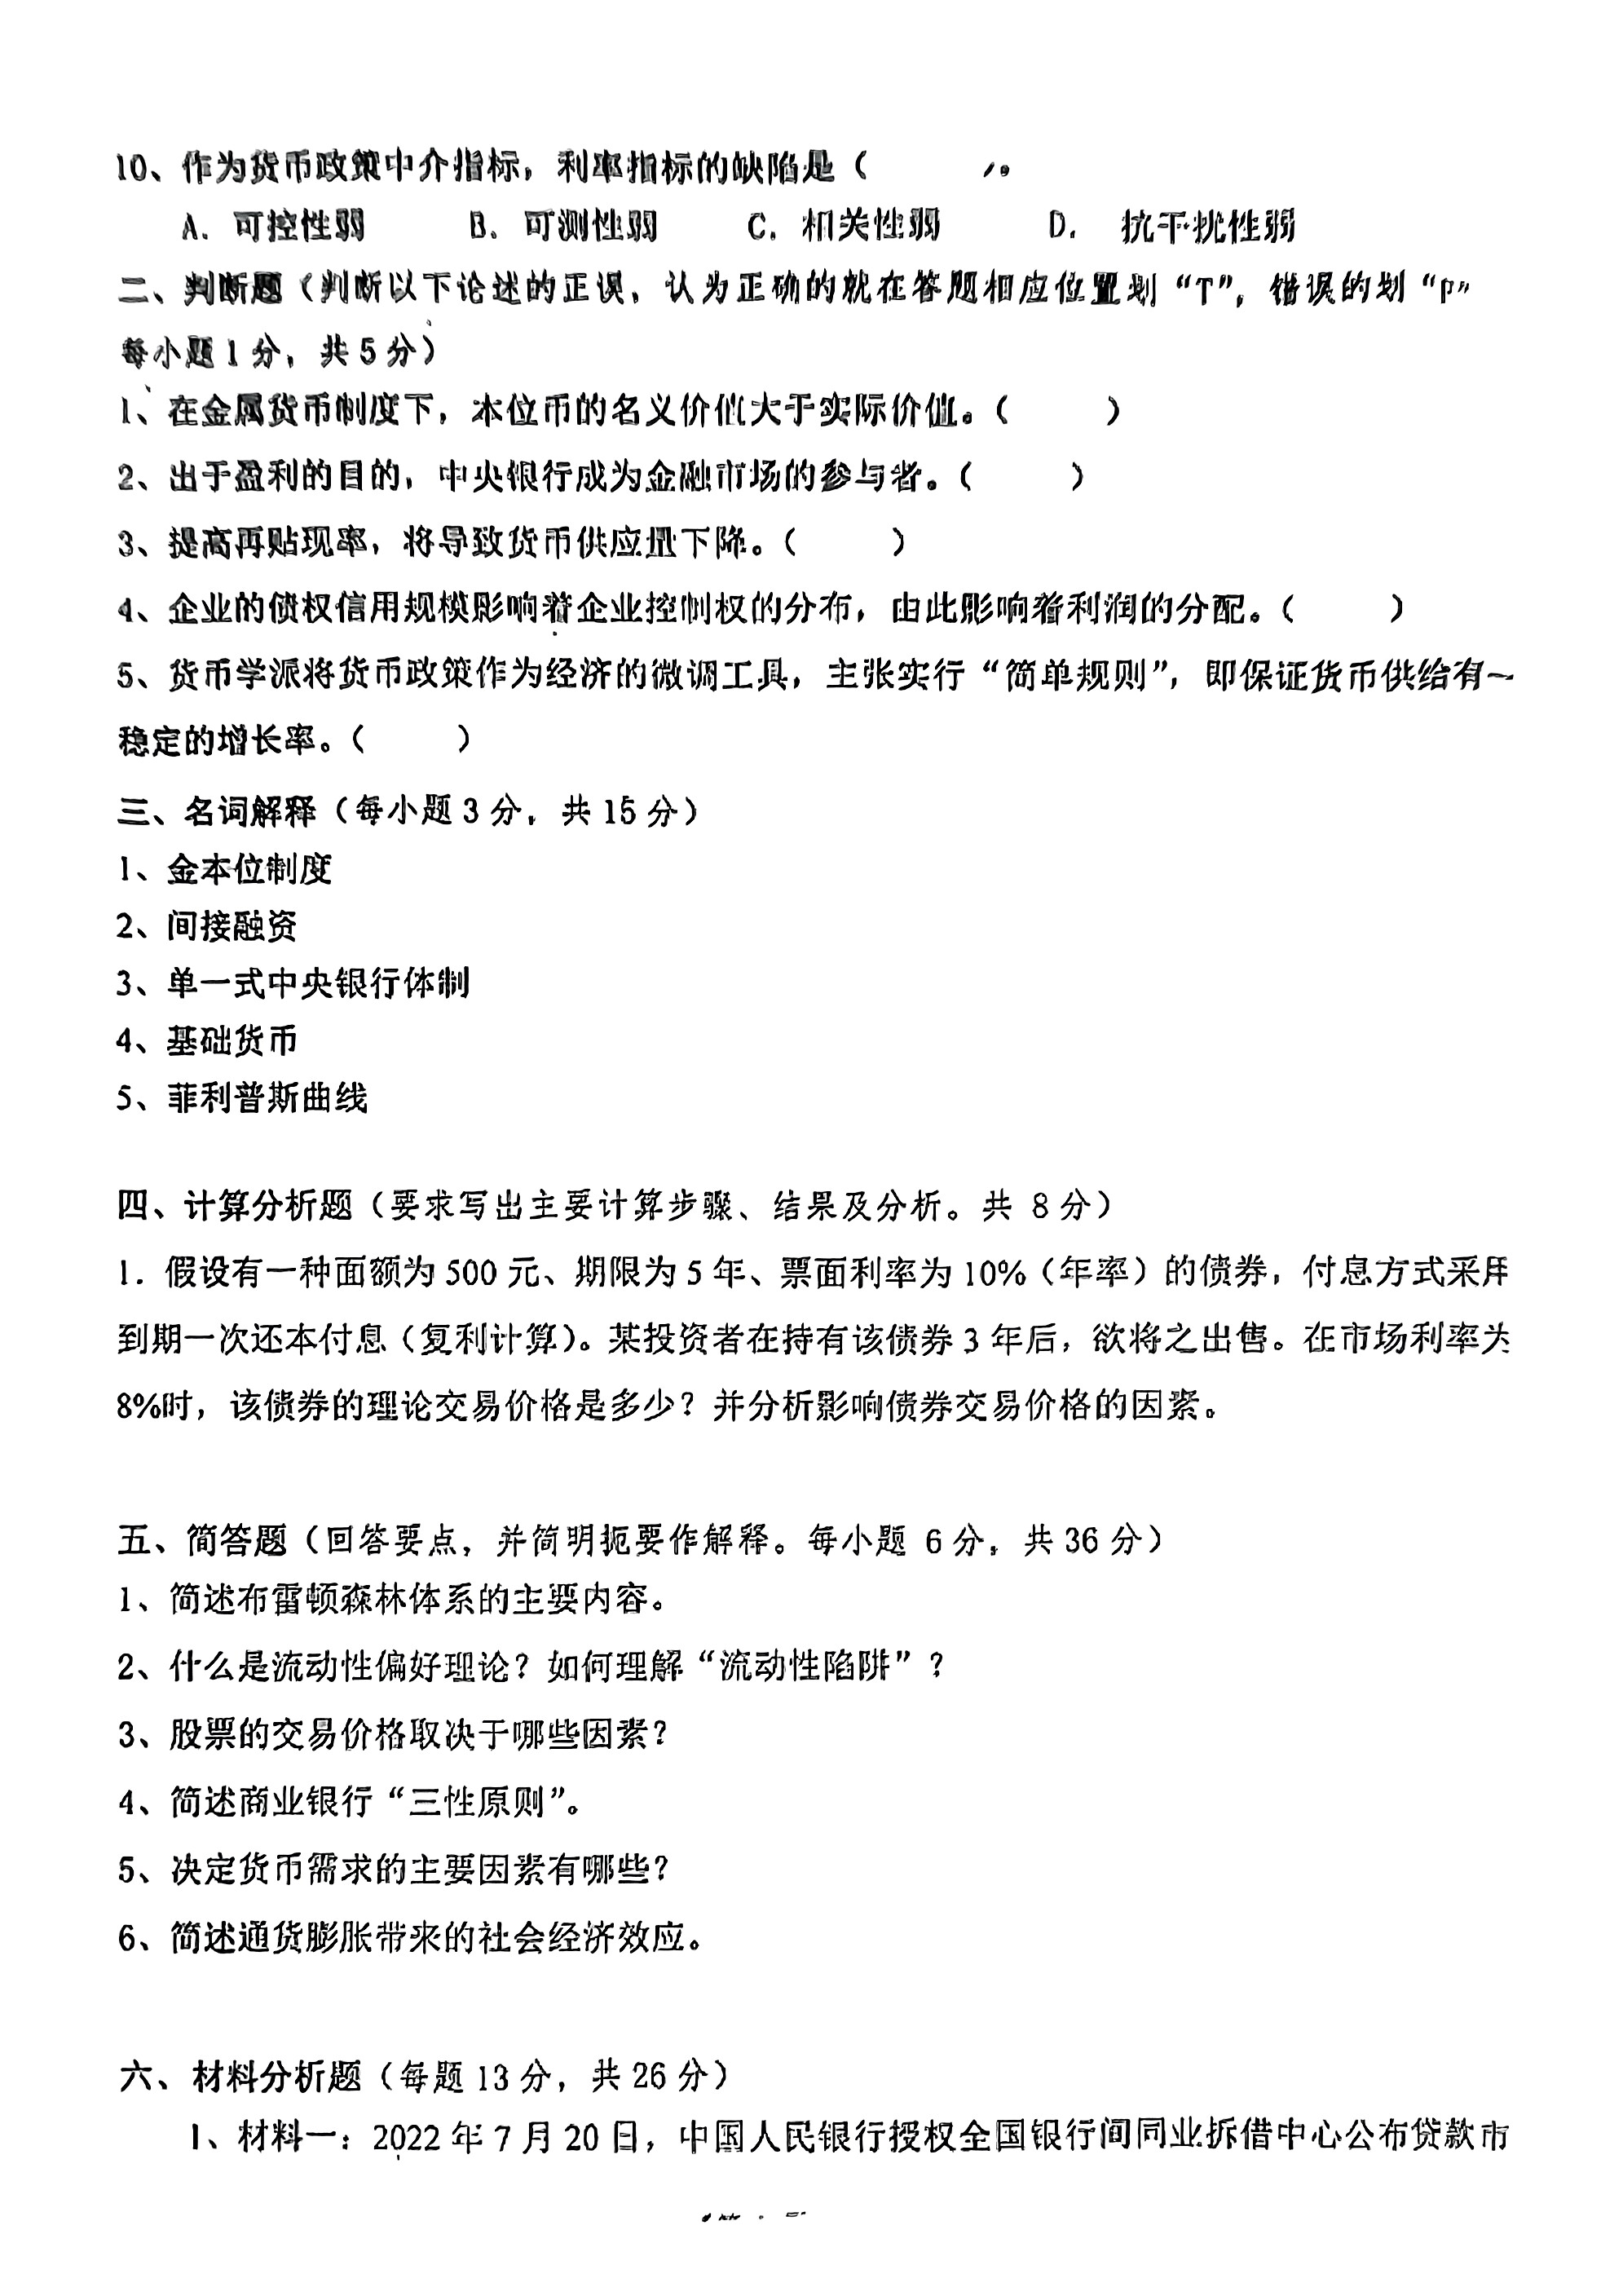 10、作为货币政策中介指标，利率指标的缺陷是（　　　）。
A. 可控性弱　B. 可测性弱　C. 相关性弱　D. 抗干扰性弱
二、判断题（判断以下论述的正误，认为正确的就在答题相应位置划“T”，错误的划“F”
每小题1分，共5分）
1、在金属货币制度下，本位币的名义价值大于实际价值。（　　）
2、出于盈利的目的，中央银行成为金融市场的参与者。（　　）
3、提高再贴现率，将导致货币供应量下降。（　　）
4、企业的债权信用规模影响着企业控制权的分布，由此影响着利润的分配。（　　）
5、货币学派将货币政策作为经济的微调工具，主张实行“简单规则”，即保证货币供给有一
稳定的增长率。（　　）
三、名词解释（每小题3分，共15分）
1、金本位制度
2、间接融资
3、单一式中央银行体制
4、基础货币
5、菲利普斯曲线
四、计算分析题（要求写出主要计算步骤、结果及分析。共 8分）
1. 假设有一种面额为500元、期限为5年、票面利率为10%（年率）的债券，付息方式采用
到期一次还本付息（复利计算）。某投资者在持有该债券3年后，欲将之出售。在市场利率为
8%时，该债券的理论交易价格是多少？并分析影响债券交易价格的因素。
五、简答题（回答要点，并简明扼要作解释。每小题 6分，共36分）
1、简述布雷顿森林体系的主要内容。
2、什么是流动性偏好理论？如何理解“流动性陷阱”？
3、股票的交易价格取决于哪些因素？
4、简述商业银行“三性原则”。
5、决定货币需求的主要因素有哪些？
6、简述通货膨胀带来的社会经济效应。
六、材料分析题（每题13分，共26分）
1、材料一：2022年7月20日，中国人民银行授权全国银行间同业拆借中心公布贷款市